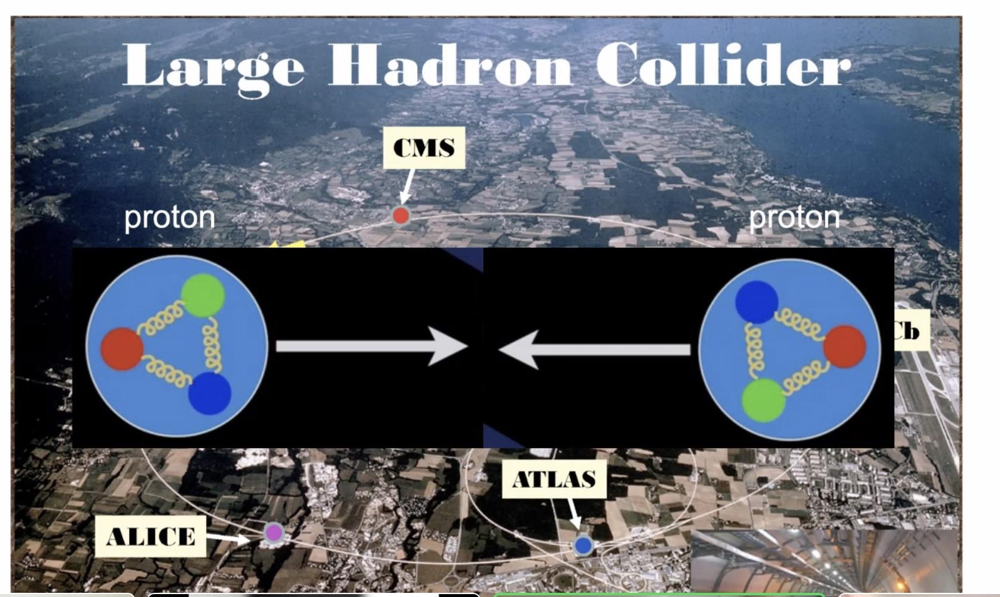 Large Hadron Collider
CMS
proton
proton
Cb
ATLAS
ALICE